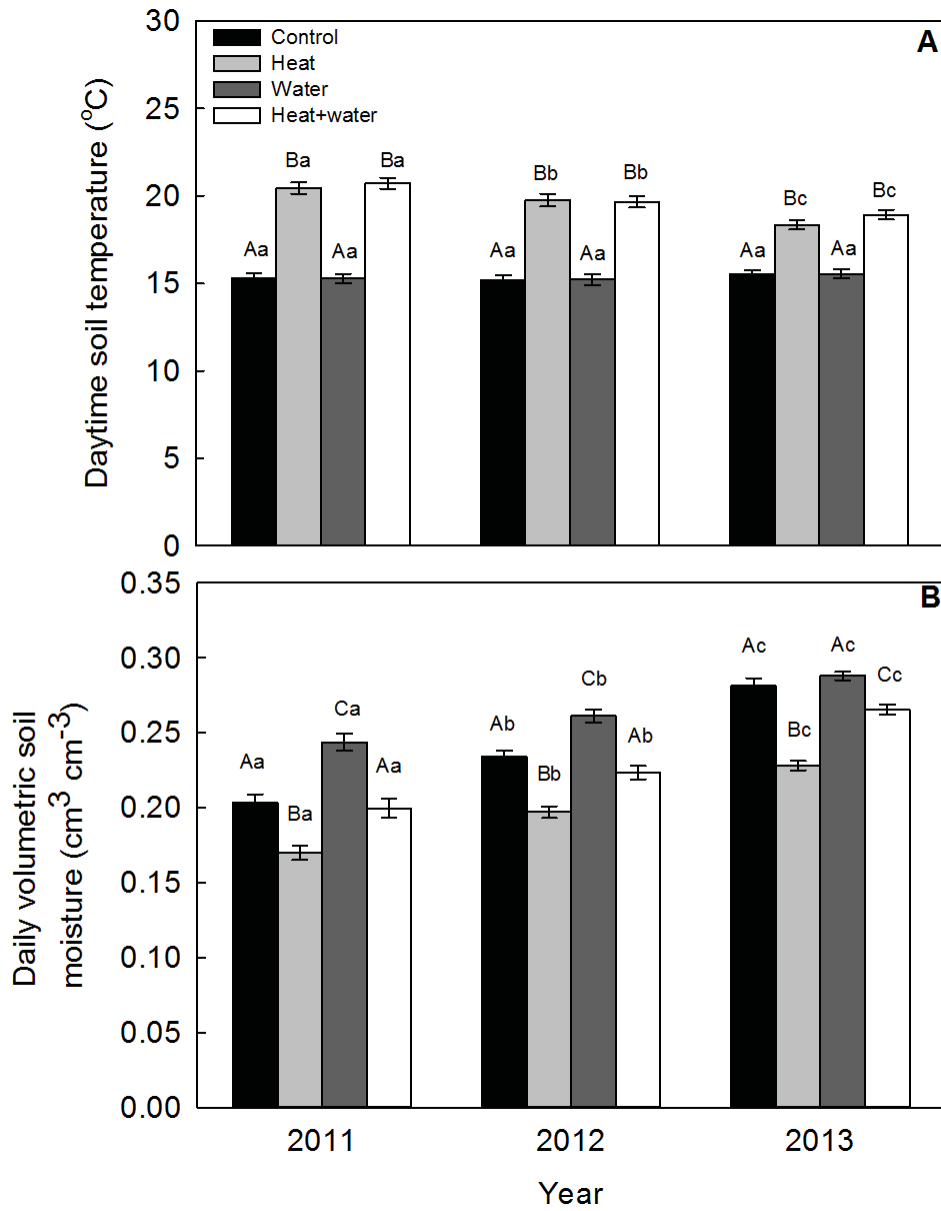 A
Control
Heat
Water
Heat+water
Daytime soil temperature (°C)
30
25
20
15
10
5
0
Aa Ba Aa Ba
Aa Bb Aa Bb
Aa Bc Aa Bc
B
Daily volumetric soil
moisture (cm³ cm⁻³)
0.35
0.30
0.25
0.20
0.15
0.10
0.05
0.00
Aa Ba Ca Aa
Ab Bb Cb Ab
Ac Bc Ac Cc
2011 2012 2013
Year